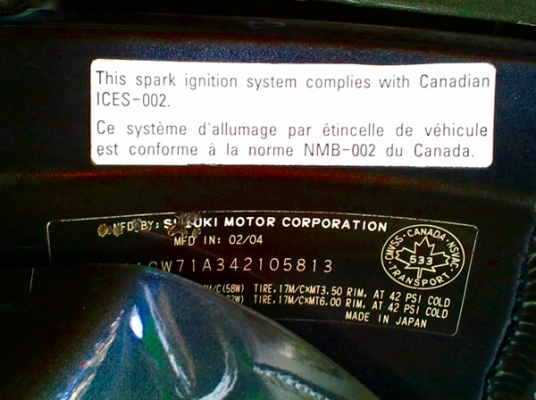 This spark ignition system complies with Canadian
ICES-002.
Ce système d'allumage par étincelle de véhicule
est conforme à la norme NMB-002 du Canada.
MFD BY: SUZUKI MOTOR CORPORATION
MFD IN: 02/04
GW71A342105813
(58W) TIRE,17M/CXMT3.50 RIM, AT 42 PSI COLD
TIRE,17M/CXMT6.00 RIM, AT 42 PSI COLD
MADE IN JAPAN
CMVSS-CANADA-NSVAC
533
TRANSPORT